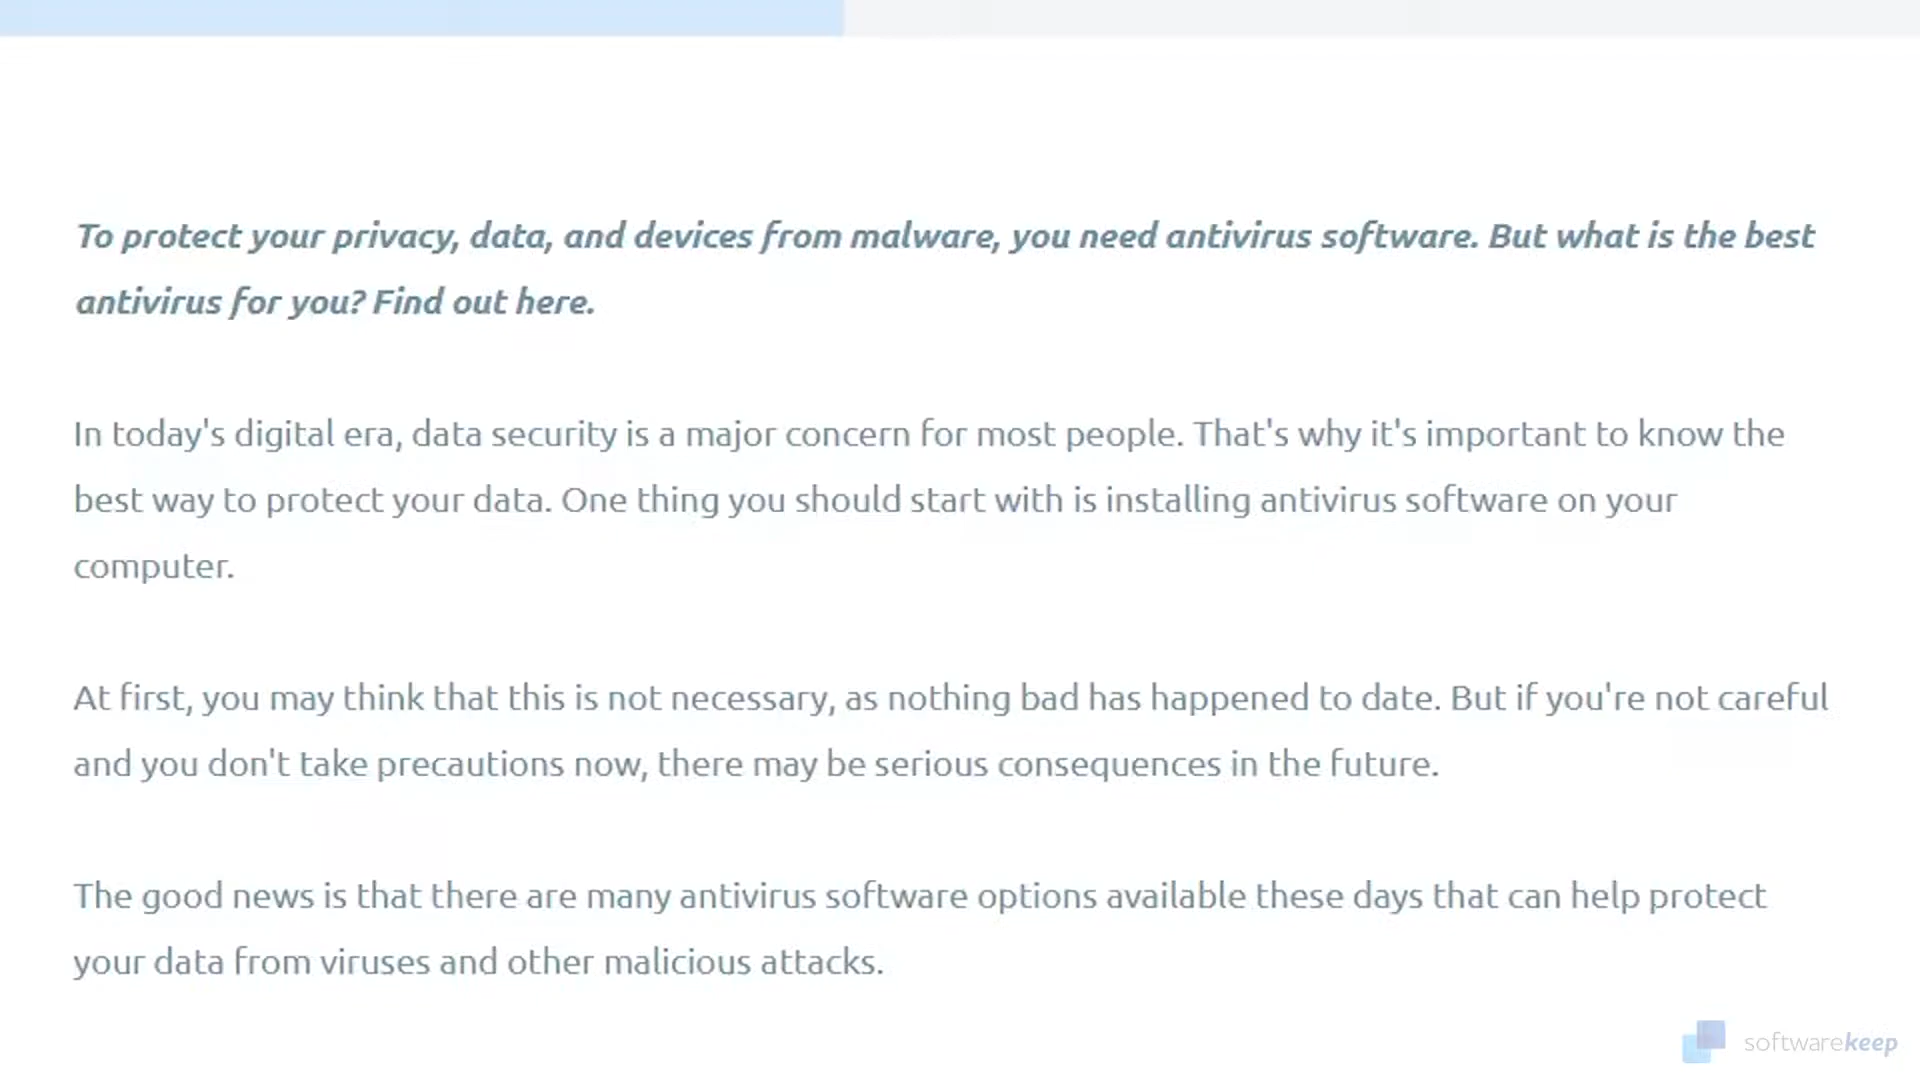 To protect your privacy, data, and devices from malware, you need antivirus software. But what is the best
antivirus for you? Find out here.
In today's digital era, data security is a major concern for most people. That's why it's important to know the
best way to protect your data. One thing you should start with is installing antivirus software on your
computer.
At first, you may think that this is not necessary, as nothing bad has happened to date. But if you're not careful
and you don't take precautions now, there may be serious consequences in the future.
The good news is that there are many antivirus software options available these days that can help protect
your data from viruses and other malicious attacks.
softwarekeep